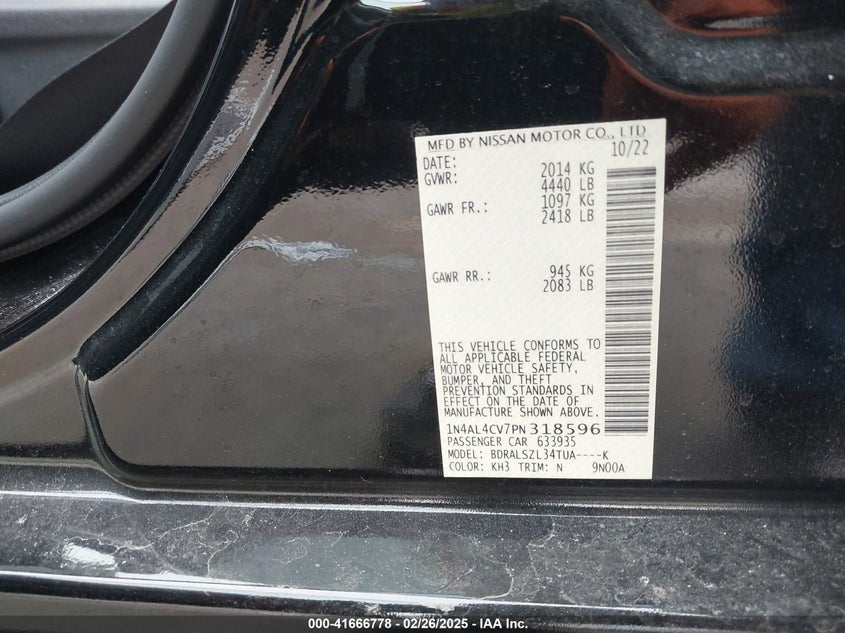 MFD BY NISSAN MOTOR CO., LTD.
DATE: 10/22
GVWR: 2014 KG
4440 LB
GAWR FR.: 1097 KG
2418 LB
GAWR RR.: 945 KG
2083 LB
THIS VEHICLE CONFORMS TO
ALL APPLICABLE FEDERAL
MOTOR VEHICLE SAFETY,
BUMPER, AND THEFT
PREVENTION STANDARDS IN
EFFECT ON THE DATE OF
MANUFACTURE SHOWN ABOVE.
1N4AL4CV7PN318596
PASSENGER CAR 633935
MODEL: BDRALSZL34TUA----K
COLOR: KH3 TRIM: N 9N00A
000-41666778 - 02/26/2025 - IAA Inc.